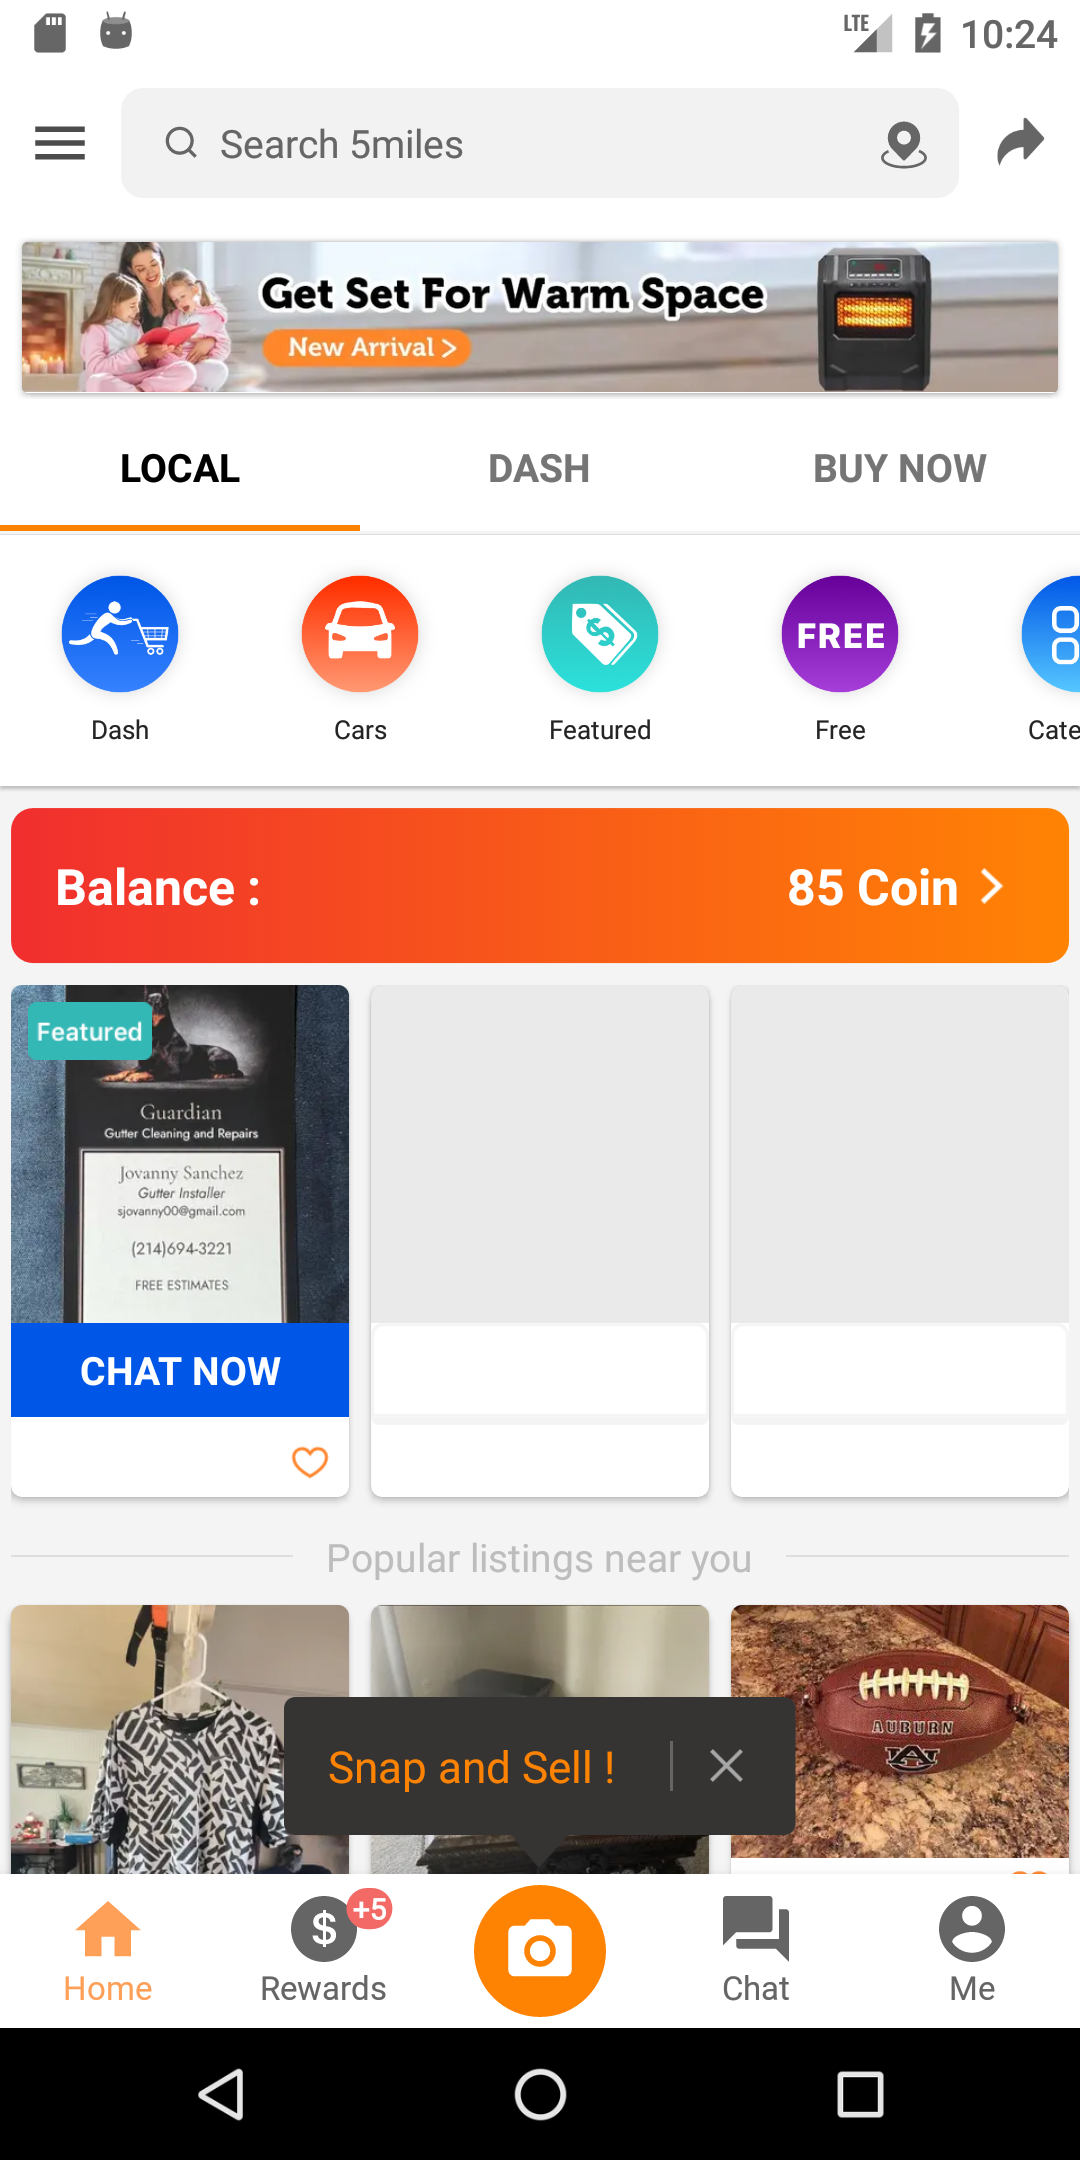 LTE 10:24
Search 5miles
Get Set For Warm Space
New Arrival >
LOCAL DASH BUY NOW
FREE
Dash Cars Featured Free Cate
Balance : 85 Coin
Featured
Guardian
Gutter Cleaning and Repairs
Jovanny Sanchez
Gutter Installer
sjovanny00@gmail.com
(214)694-3221
FREE ESTIMATES
CHAT NOW
Popular listings near you
AUBURN
Snap and Sell !
+5
Home Rewards Chat Me